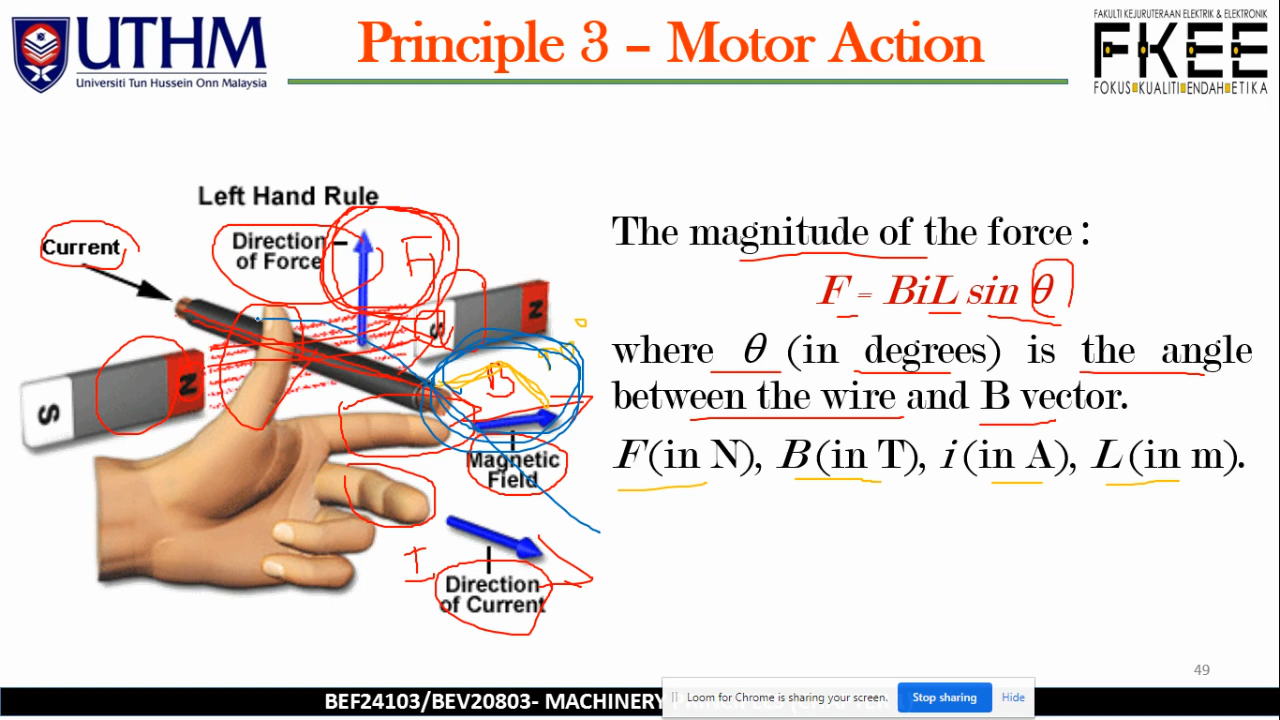 UTHM
Universiti Tun Hussein Onn Malaysia
Principle 3 – Motor Action
FAKULTI KEJURUTERAAN ELEKTRIK & ELEKTRONIK
FKEE
FOKUS KUALITI ENDAH ETIKA
Left Hand Rule
Current
Direction
of Force
F
N
S
N
S
B
Magnetic
Field
I
Direction
of Current
The magnitude of the force:
F = BiL sin θ
where θ (in degrees) is the angle
between the wire and B vector.
F (in N), B (in T), i (in A), L (in m).
49
BEF24103/BEV20803- MACHINERY
Loom for Chrome is sharing your screen.
Stop sharing
Hide